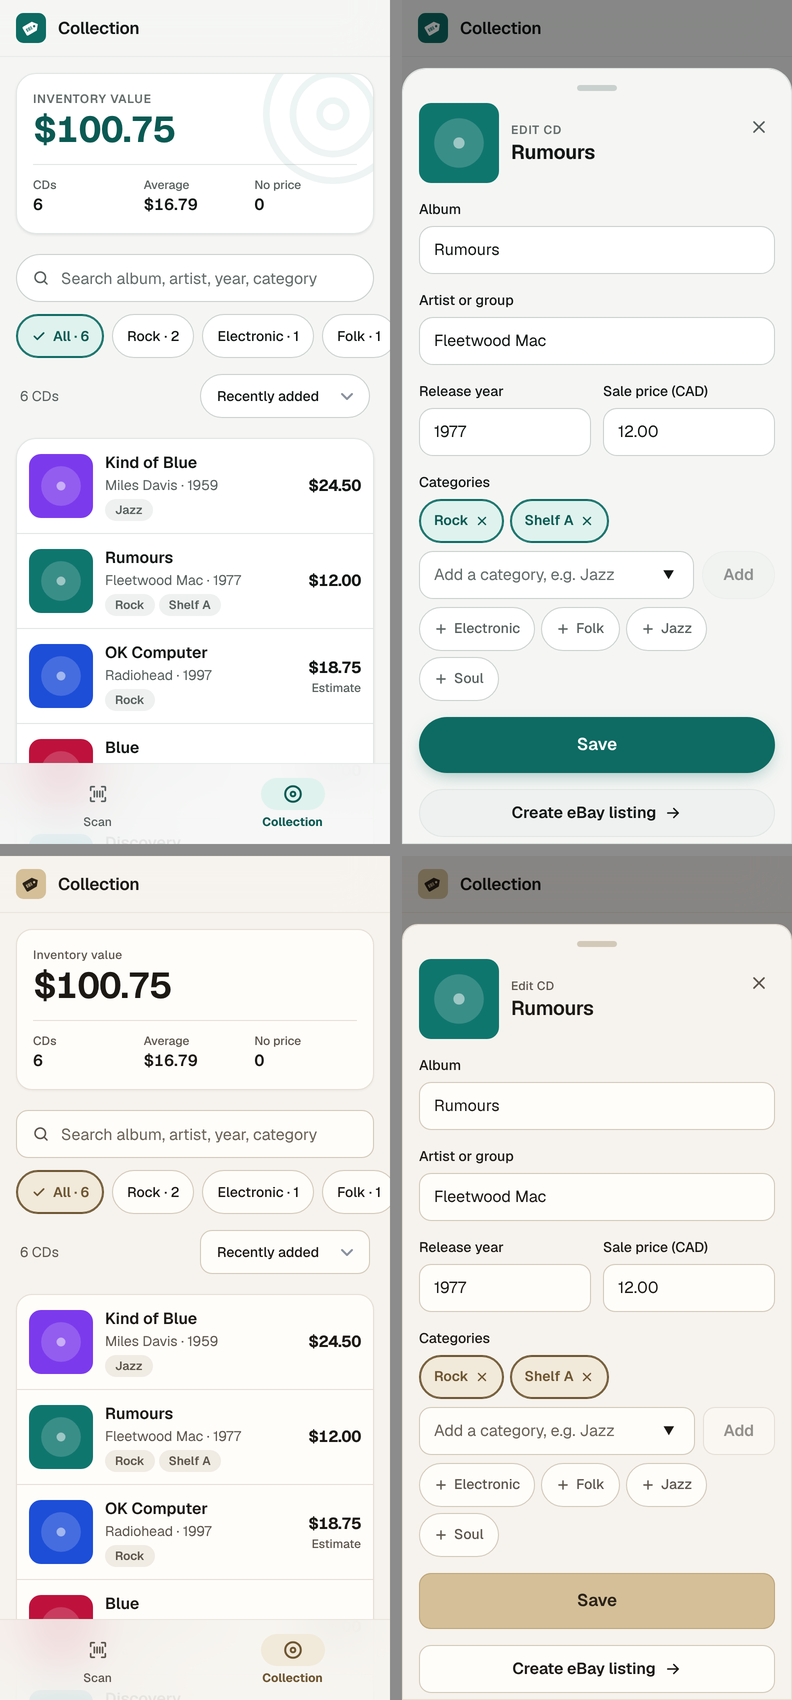 Collection
INVENTORY VALUE
$100.75
CDs
6
Average
$16.79
No price
0
Search album, artist, year, category
All · 6
Rock · 2
Electronic · 1
Folk · 1
6 CDs
Recently added
Kind of Blue
Miles Davis · 1959
Jazz
$24.50
Rumours
Fleetwood Mac · 1977
Rock
Shelf A
$12.00
OK Computer
Radiohead · 1997
Rock
$18.75
Estimate
Blue
Discovery
Scan
Collection
Collection
EDIT CD
Rumours
Album
Rumours
Artist or group
Fleetwood Mac
Release year
1977
Sale price (CAD)
12.00
Categories
Rock
Shelf A
Add a category, e.g. Jazz
Add
Electronic
Folk
Jazz
Soul
Save
Create eBay listing →
Collection
Inventory value
$100.75
CDs
6
Average
$16.79
No price
0
Search album, artist, year, category
All · 6
Rock · 2
Electronic · 1
Folk · 1
6 CDs
Recently added
Kind of Blue
Miles Davis · 1959
Jazz
$24.50
Rumours
Fleetwood Mac · 1977
Rock
Shelf A
$12.00
OK Computer
Radiohead · 1997
Rock
$18.75
Estimate
Blue
Discovery
Scan
Collection
Collection
Edit CD
Rumours
Album
Rumours
Artist or group
Fleetwood Mac
Release year
1977
Sale price (CAD)
12.00
Categories
Rock
Shelf A
Add a category, e.g. Jazz
Add
Electronic
Folk
Jazz
Soul
Save
Create eBay listing →